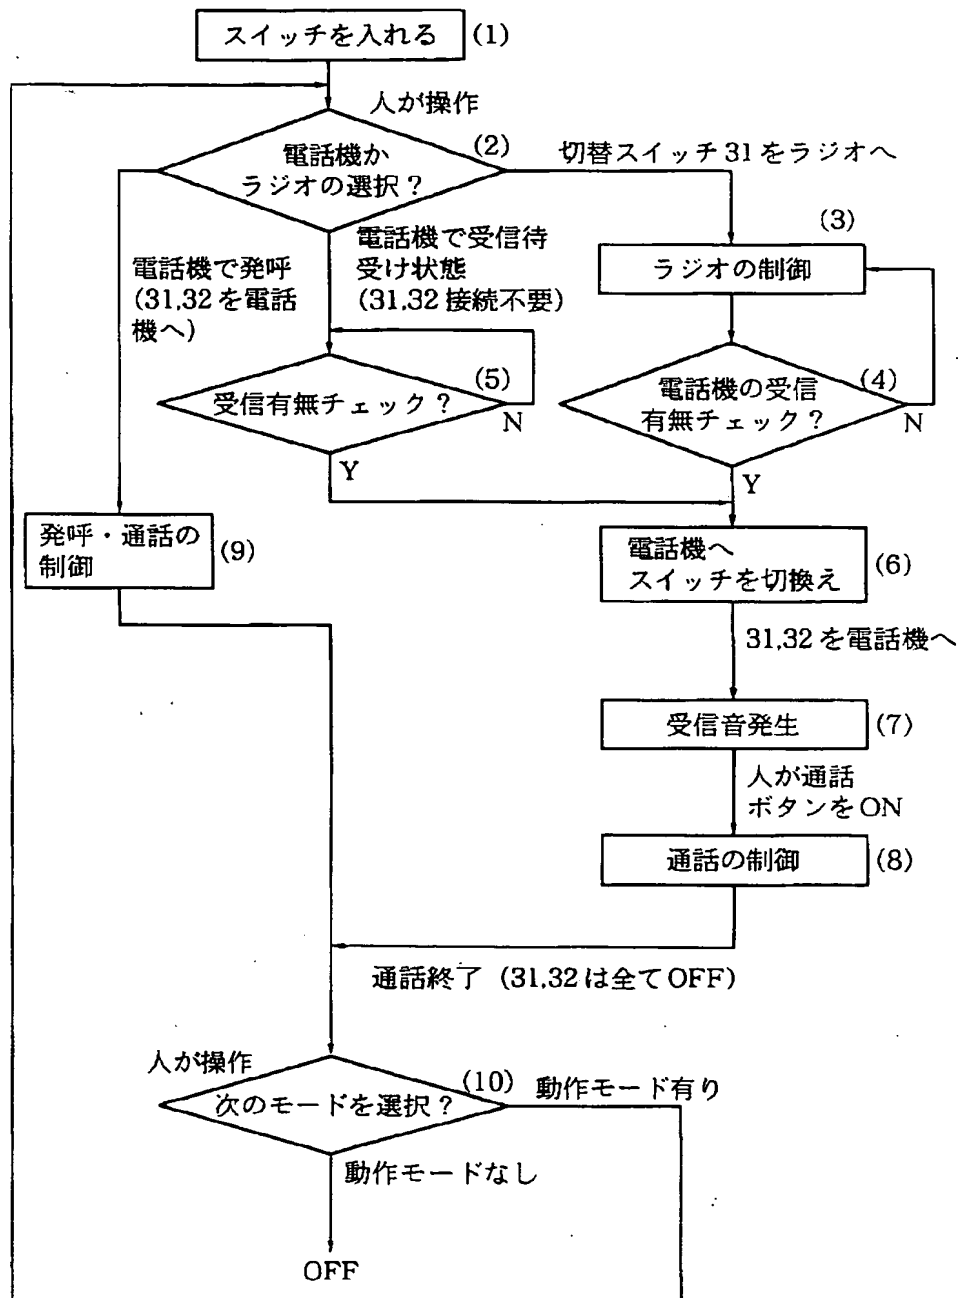 スイッチを入れる
(1)
人が操作
電話機か
ラジオの選択？
(2)
切替スイッチ31をラジオへ
電話機で発呼
(31,32を電話
機へ)
電話機で受信待
受け状態
(31,32接続不要)
(3)
ラジオの制御
受信有無チェック？
(5)
N
Y
電話機の受信
有無チェック？
(4)
N
Y
発呼・通話の
制御
(9)
電話機へ
スイッチを切換え
(6)
31,32を電話機へ
受信音発生
(7)
人が通話
ボタンをON
通話の制御
(8)
通話終了 (31,32は全てOFF)
人が操作
次のモードを選択？
(10)
動作モード有り
動作モードなし
OFF